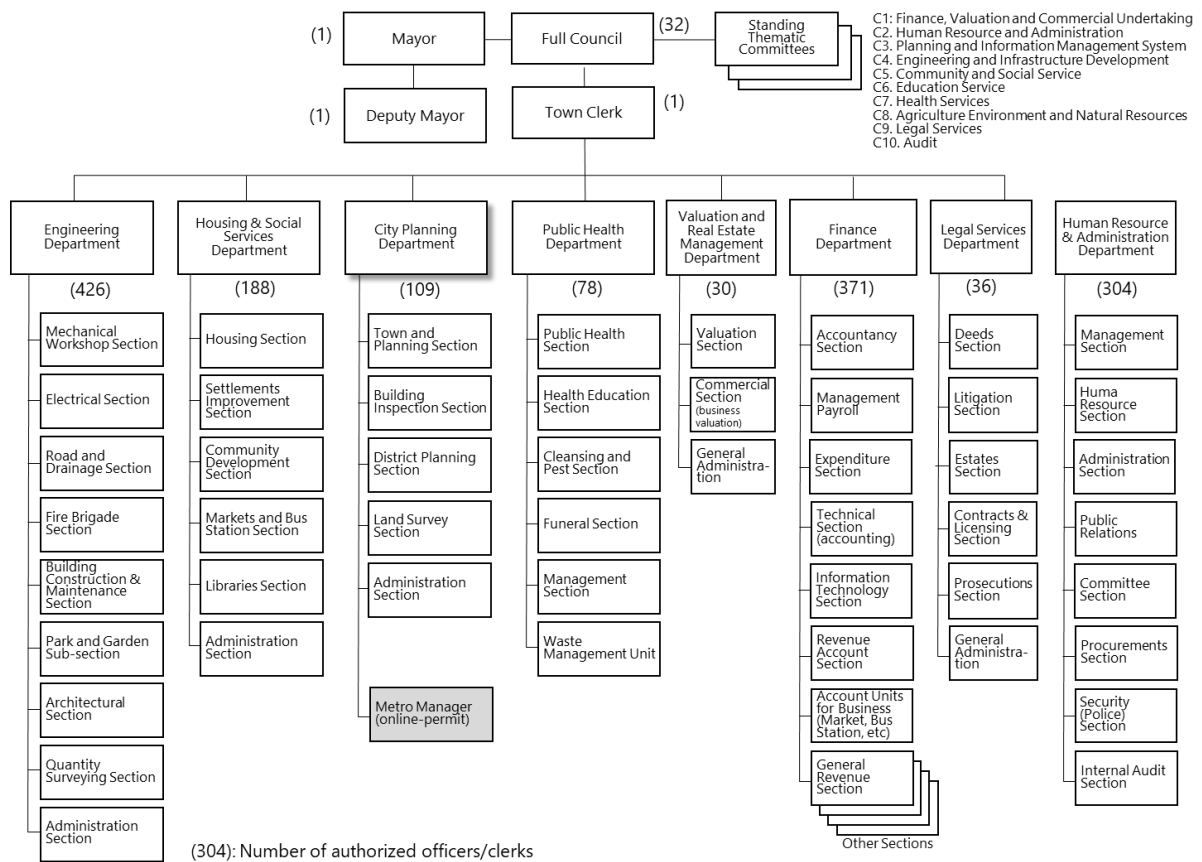 (1)
Mayor
Full Council
(32)
Standing
Thematic
Committees
C1: Finance, Valuation and Commercial Undertaking
C2: Human Resource and Administration
C3. Planning and Information Management System
C4. Engineering and Infrastructure Development
C5. Community and Social Service
C6. Education Service
C7. Health Services
C8. Agriculture Environment and Natural Resources
C9. Legal Services
C10. Audit
(1)
Deputy Mayor
Town Clerk
(1)
Engineering
Department
(426)
Mechanical
Workshop Section
Electrical Section
Road and
Drainage Section
Fire Brigade
Section
Building
Construction &
Maintenance
Section
Park and Garden
Sub-section
Architectural
Section
Quantity
Surveying Section
Administration
Section
Housing & Social
Services
Department
(188)
Housing Section
Settlements
Improvement
Section
Community
Development
Section
Markets and Bus
Station Section
Libraries Section
Administration
Section
City Planning
Department
(109)
Town and
Planning Section
Building
Inspection Section
District Planning
Section
Land Survey
Section
Administration
Section
Metro Manager
(online-permit)
Public Health
Department
(78)
Public Health
Section
Health Education
Section
Cleansing and
Pest Section
Funeral Section
Management
Section
Waste
Management Unit
Valuation and
Real Estate
Management
Department
(30)
Valuation
Section
Commercial
Section
(business
valuation)
General
Administra-
tion
Finance
Department
(371)
Accountancy
Section
Management
Payroll
Expenditure
Section
Technical
Section
(accounting)
Information
Technology
Section
Revenue
Account
Section
Account Units
for Business
(Market, Bus
Station, etc)
General
Revenue
Section
Other Sections
Legal Services
Department
(36)
Deeds
Section
Litigation
Section
Estates
Section
Contracts &
Licensing
Section
Prosecutions
Section
General
Administra-
tion
Human Resource
& Administration
Department
(304)
Management
Section
Huma
Resource
Section
Administration
Section
Public
Relations
Committee
Section
Procurements
Section
Security
(Police)
Section
Internal Audit
Section
(304): Number of authorized officers/clerks